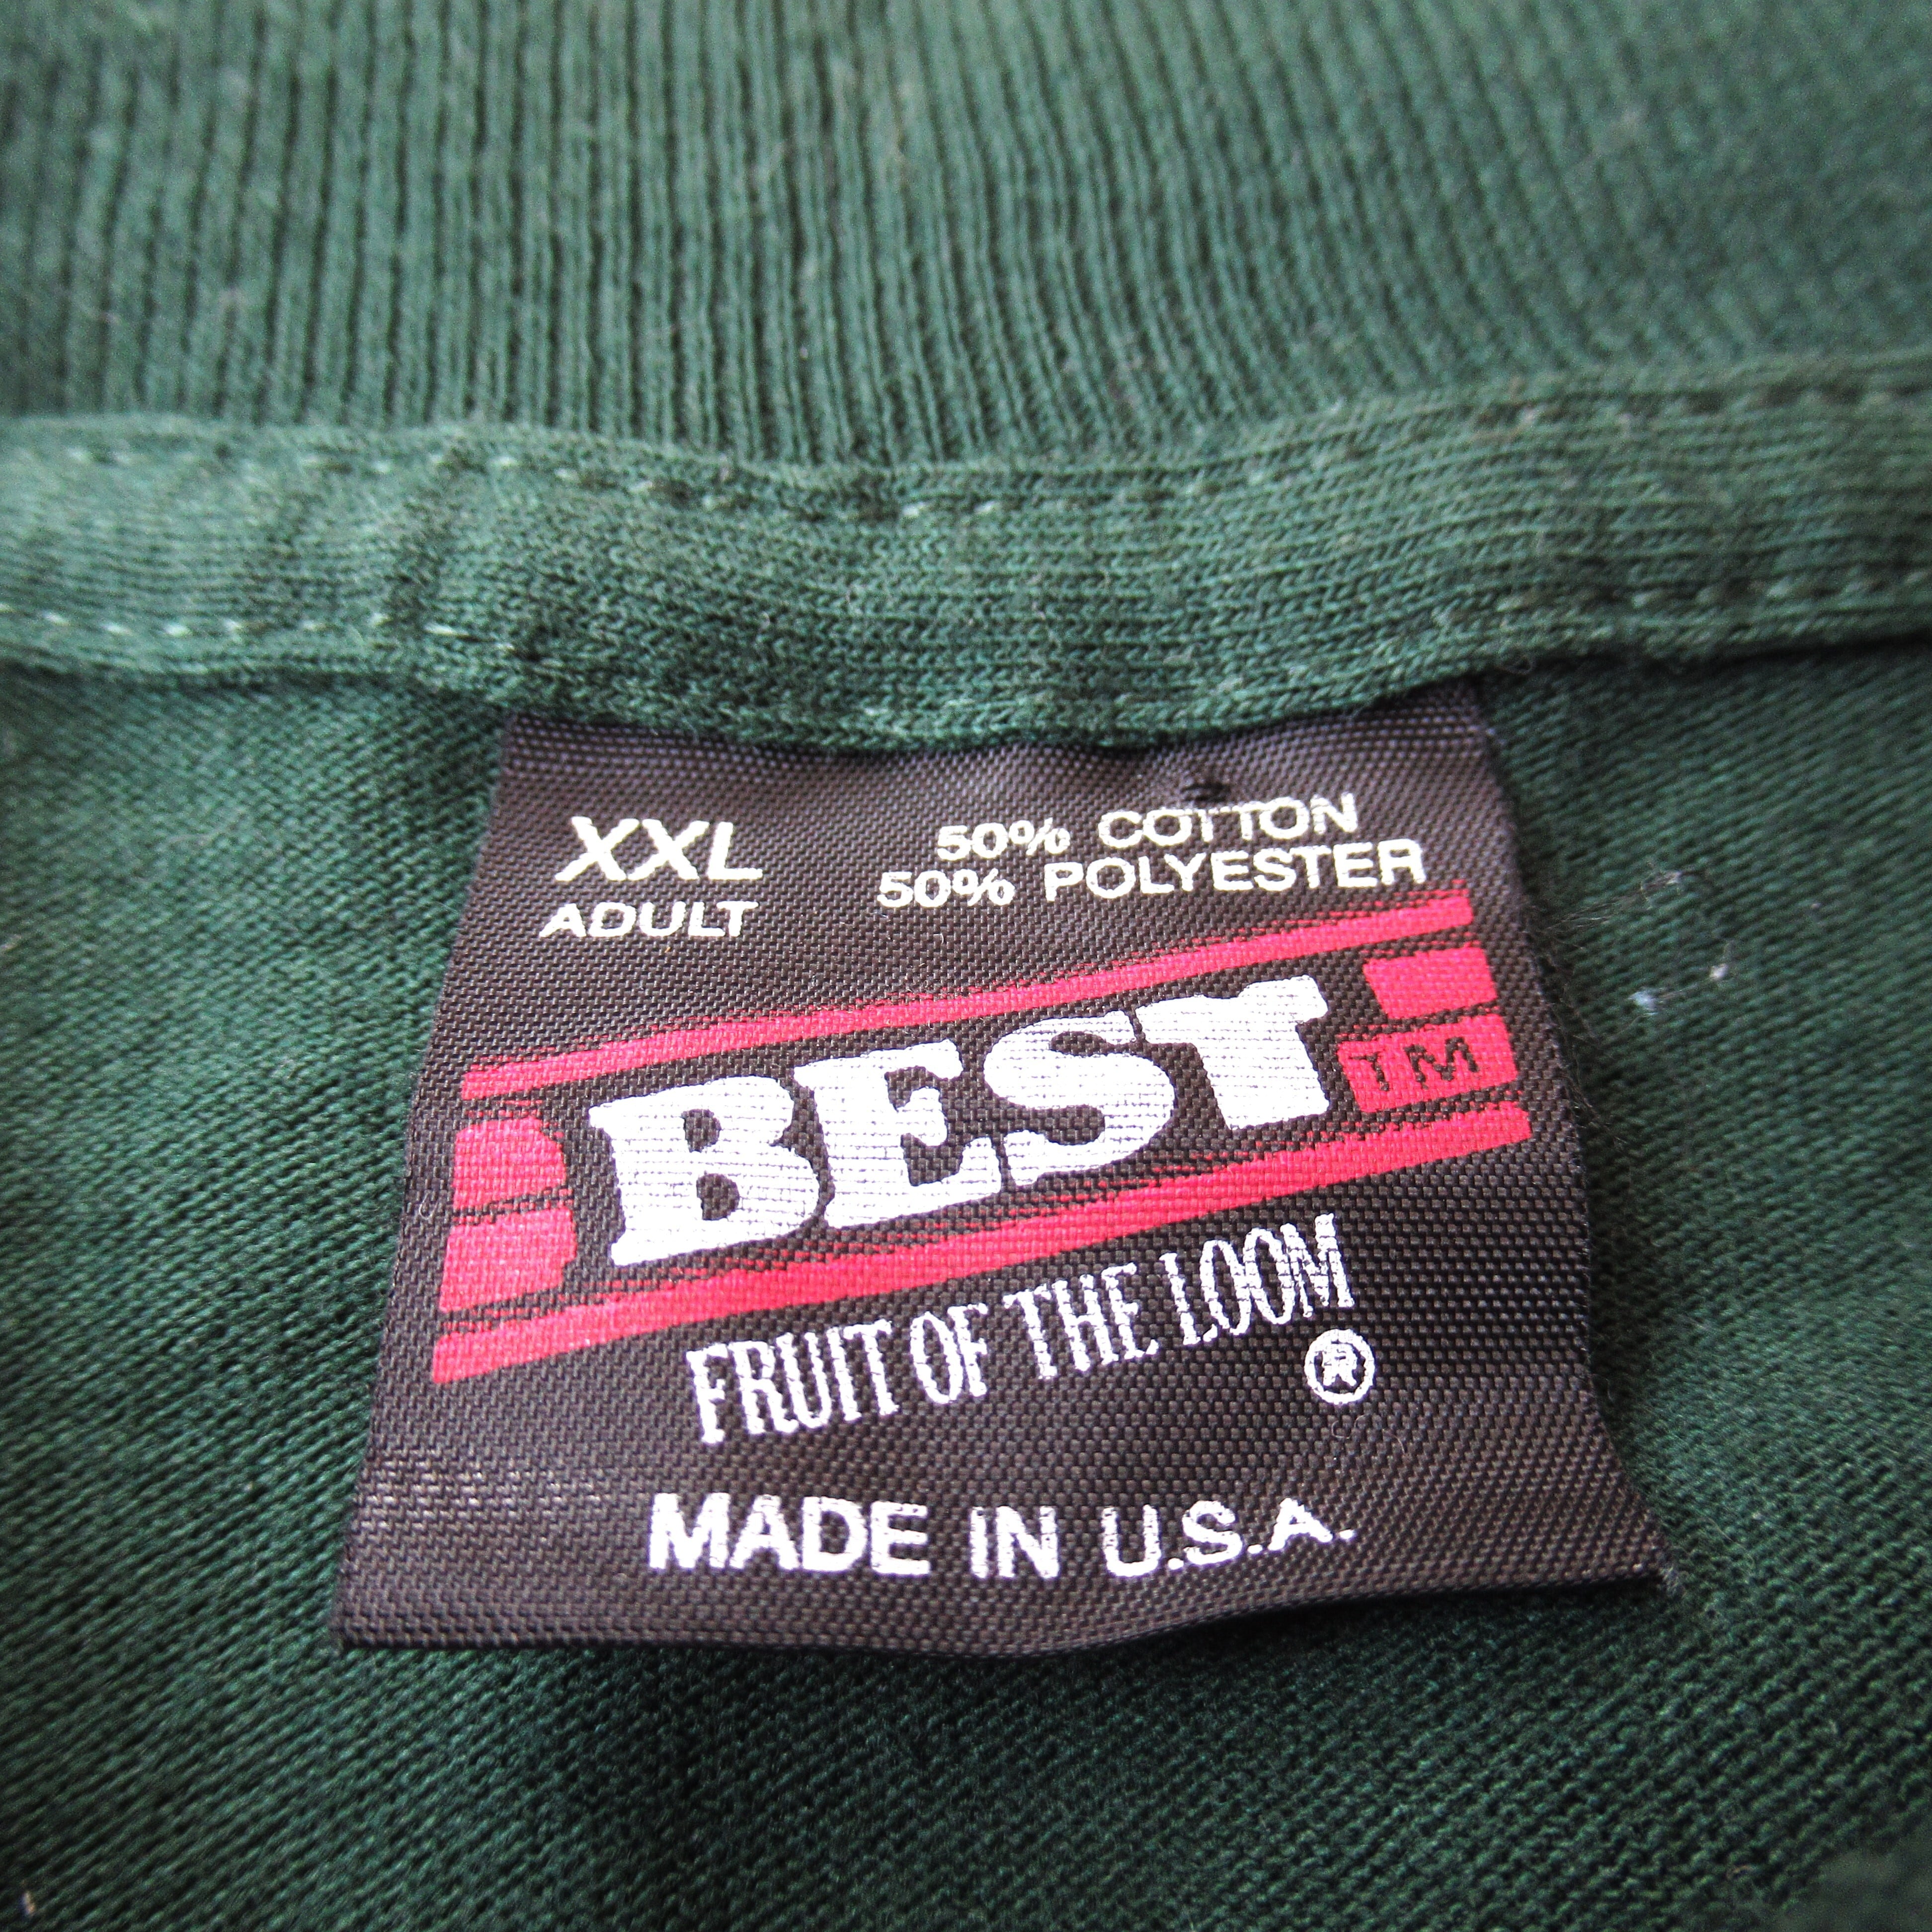 XXL
ADULT
50% COTTON
50% POLYESTER
BEST TM
FRUIT OF THE LOOM
®
MADE IN U.S.A.